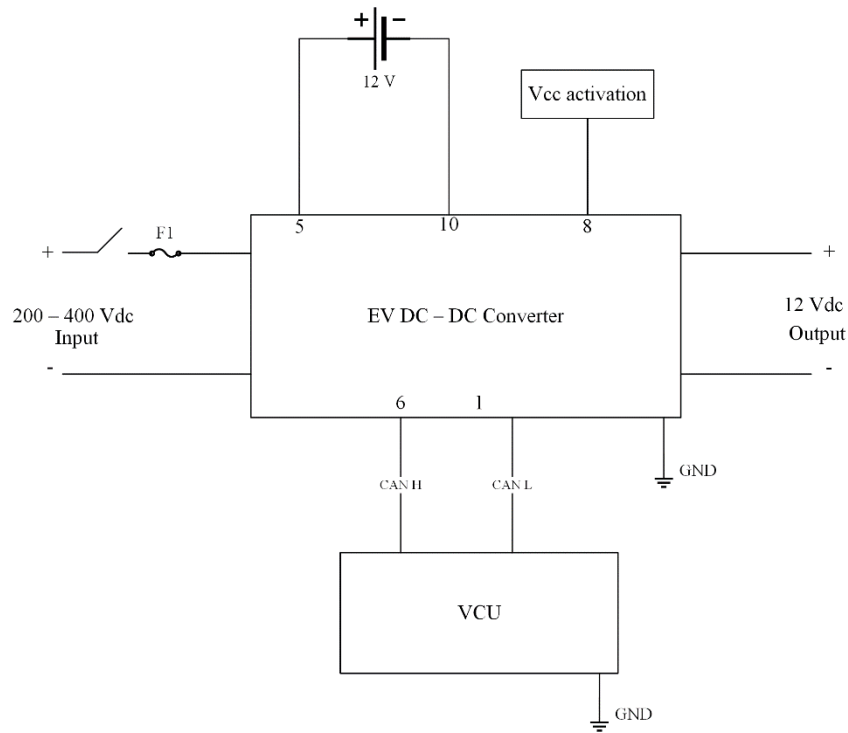 + −
12 V
Vcc activation
5
10
8
F1
+
+
200 – 400 Vdc
Input
EV DC – DC Converter
12 Vdc
Output
-
-
6
1
GND
CAN H
CAN L
VCU
GND